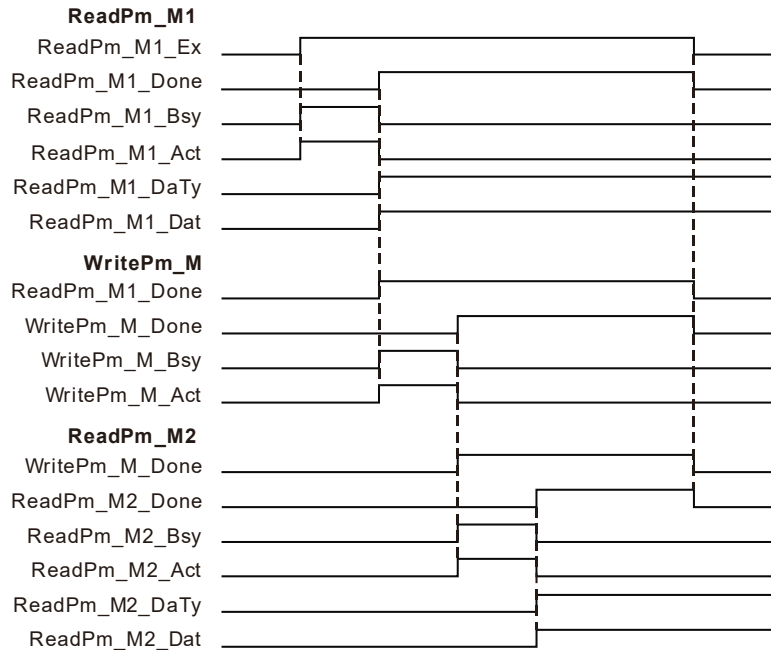 ReadPm_M1
ReadPm_M1_Ex
ReadPm_M1_Done
ReadPm_M1_Bsy
ReadPm_M1_Act
ReadPm_M1_DaTy
ReadPm_M1_Dat
WritePm_M
ReadPm_M1_Done
WritePm_M_Done
WritePm_M_Bsy
WritePm_M_Act
ReadPm_M2
WritePm_M_Done
ReadPm_M2_Done
ReadPm_M2_Bsy
ReadPm_M2_Act
ReadPm_M2_DaTy
ReadPm_M2_Dat